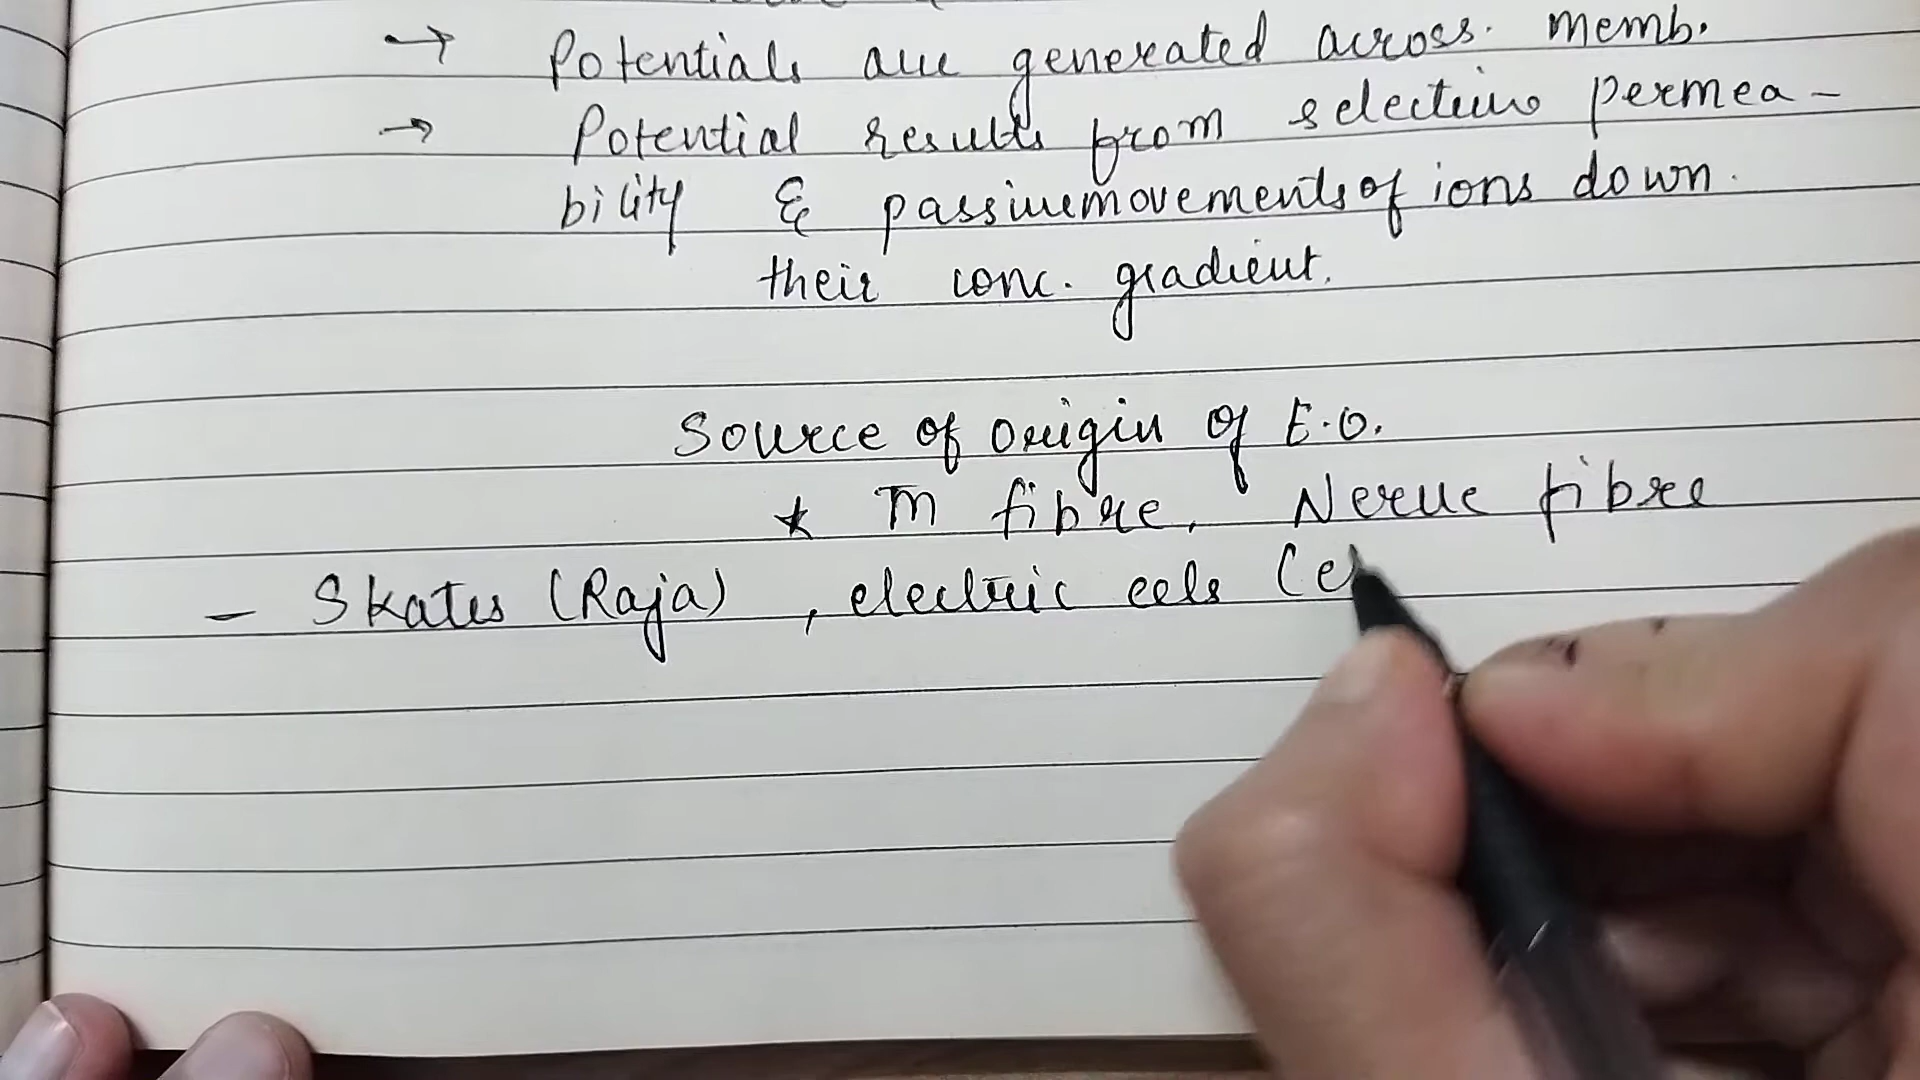 → Potentials are generated across. memb.
→ Potential results from selective permea-
bility & passive movements of ions down.
their conc. gradient.
Source of origin of E.O.
* m fibre, Nerve fibre
- Skates (Raja), electric eels (e